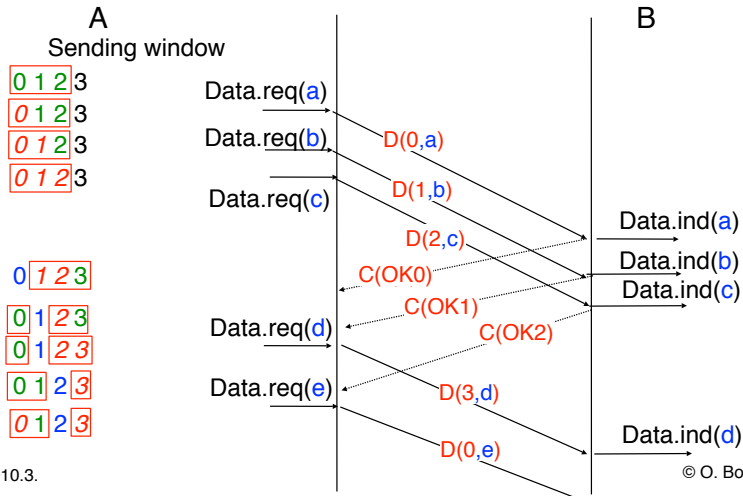 A
B
Sending window
0 1 2 3
Data.req(a)
0 1 2 3
Data.req(b)
D(0,a)
0 1 2 3
0 1 2 3
D(1,b)
Data.req(c)
Data.ind(a)
D(2,c)
Data.ind(b)
0 1 2 3
C(OK0)
Data.ind(c)
C(OK1)
0 1 2 3
Data.req(d)
C(OK2)
0 1 2 3
0 1 2 3
Data.req(e)
D(3,d)
0 1 2 3
Data.ind(d)
D(0,e)
10.3.
© O. Bo